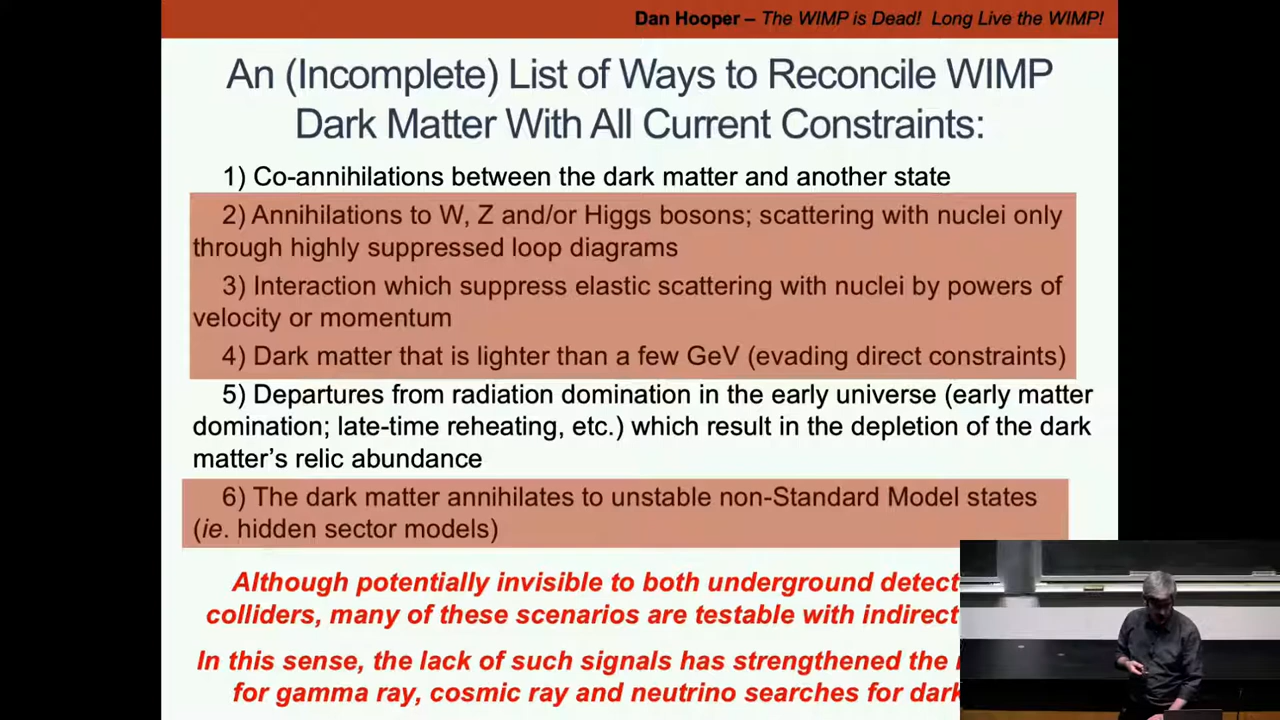 Dan Hooper – The WIMP is Dead! Long Live the WIMP!
An (Incomplete) List of Ways to Reconcile WIMP
Dark Matter With All Current Constraints:
1) Co-annihilations between the dark matter and another state
2) Annihilations to W, Z and/or Higgs bosons; scattering with nuclei only
through highly suppressed loop diagrams
3) Interaction which suppress elastic scattering with nuclei by powers of
velocity or momentum
4) Dark matter that is lighter than a few GeV (evading direct constraints)
5) Departures from radiation domination in the early universe (early matter
domination; late-time reheating, etc.) which result in the depletion of the dark
matter’s relic abundance
6) The dark matter annihilates to unstable non-Standard Model states
(ie. hidden sector models)
Although potentially invisible to both underground detect
colliders, many of these scenarios are testable with indirect
In this sense, the lack of such signals has strengthened the
for gamma ray, cosmic ray and neutrino searches for dark